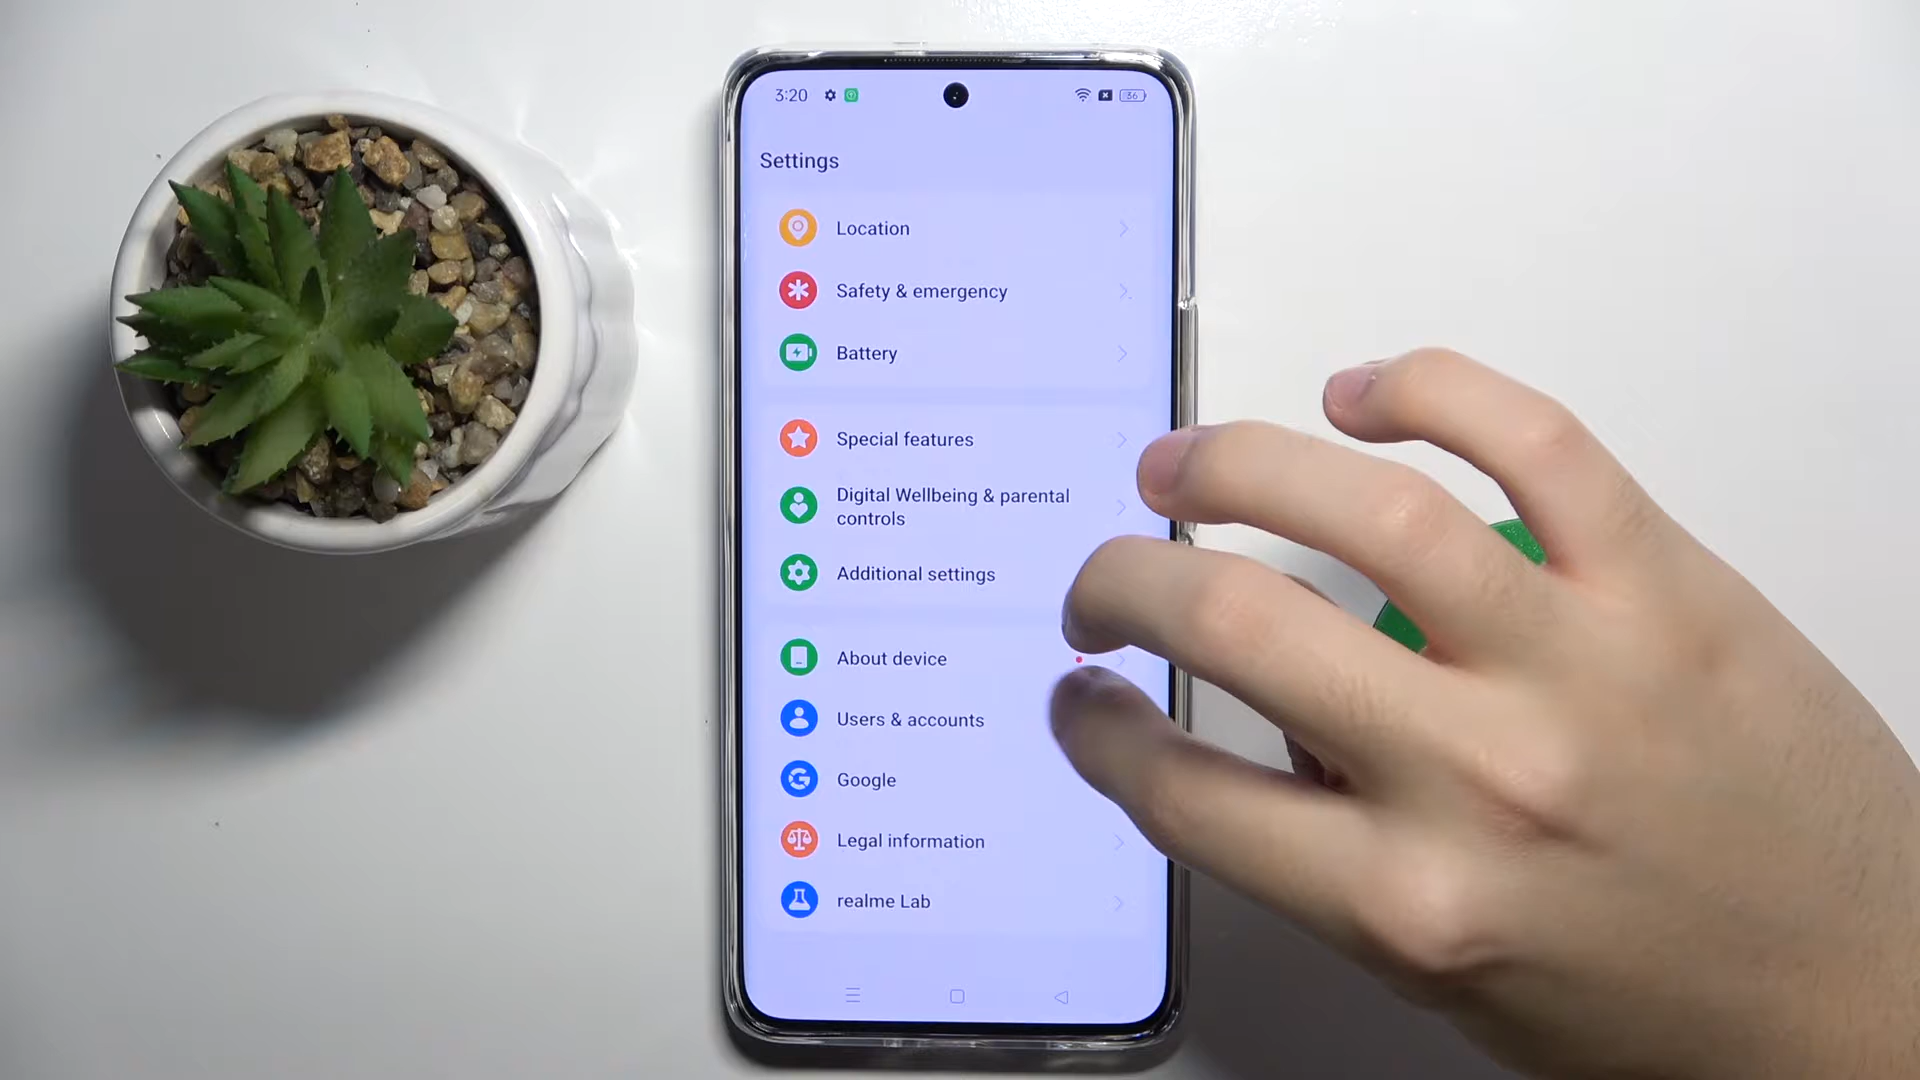 3:20
36
Settings
Location
Safety & emergency
Battery
Special features
Digital Wellbeing & parental
controls
Additional settings
About device
Users & accounts
Google
Legal information
realme Lab